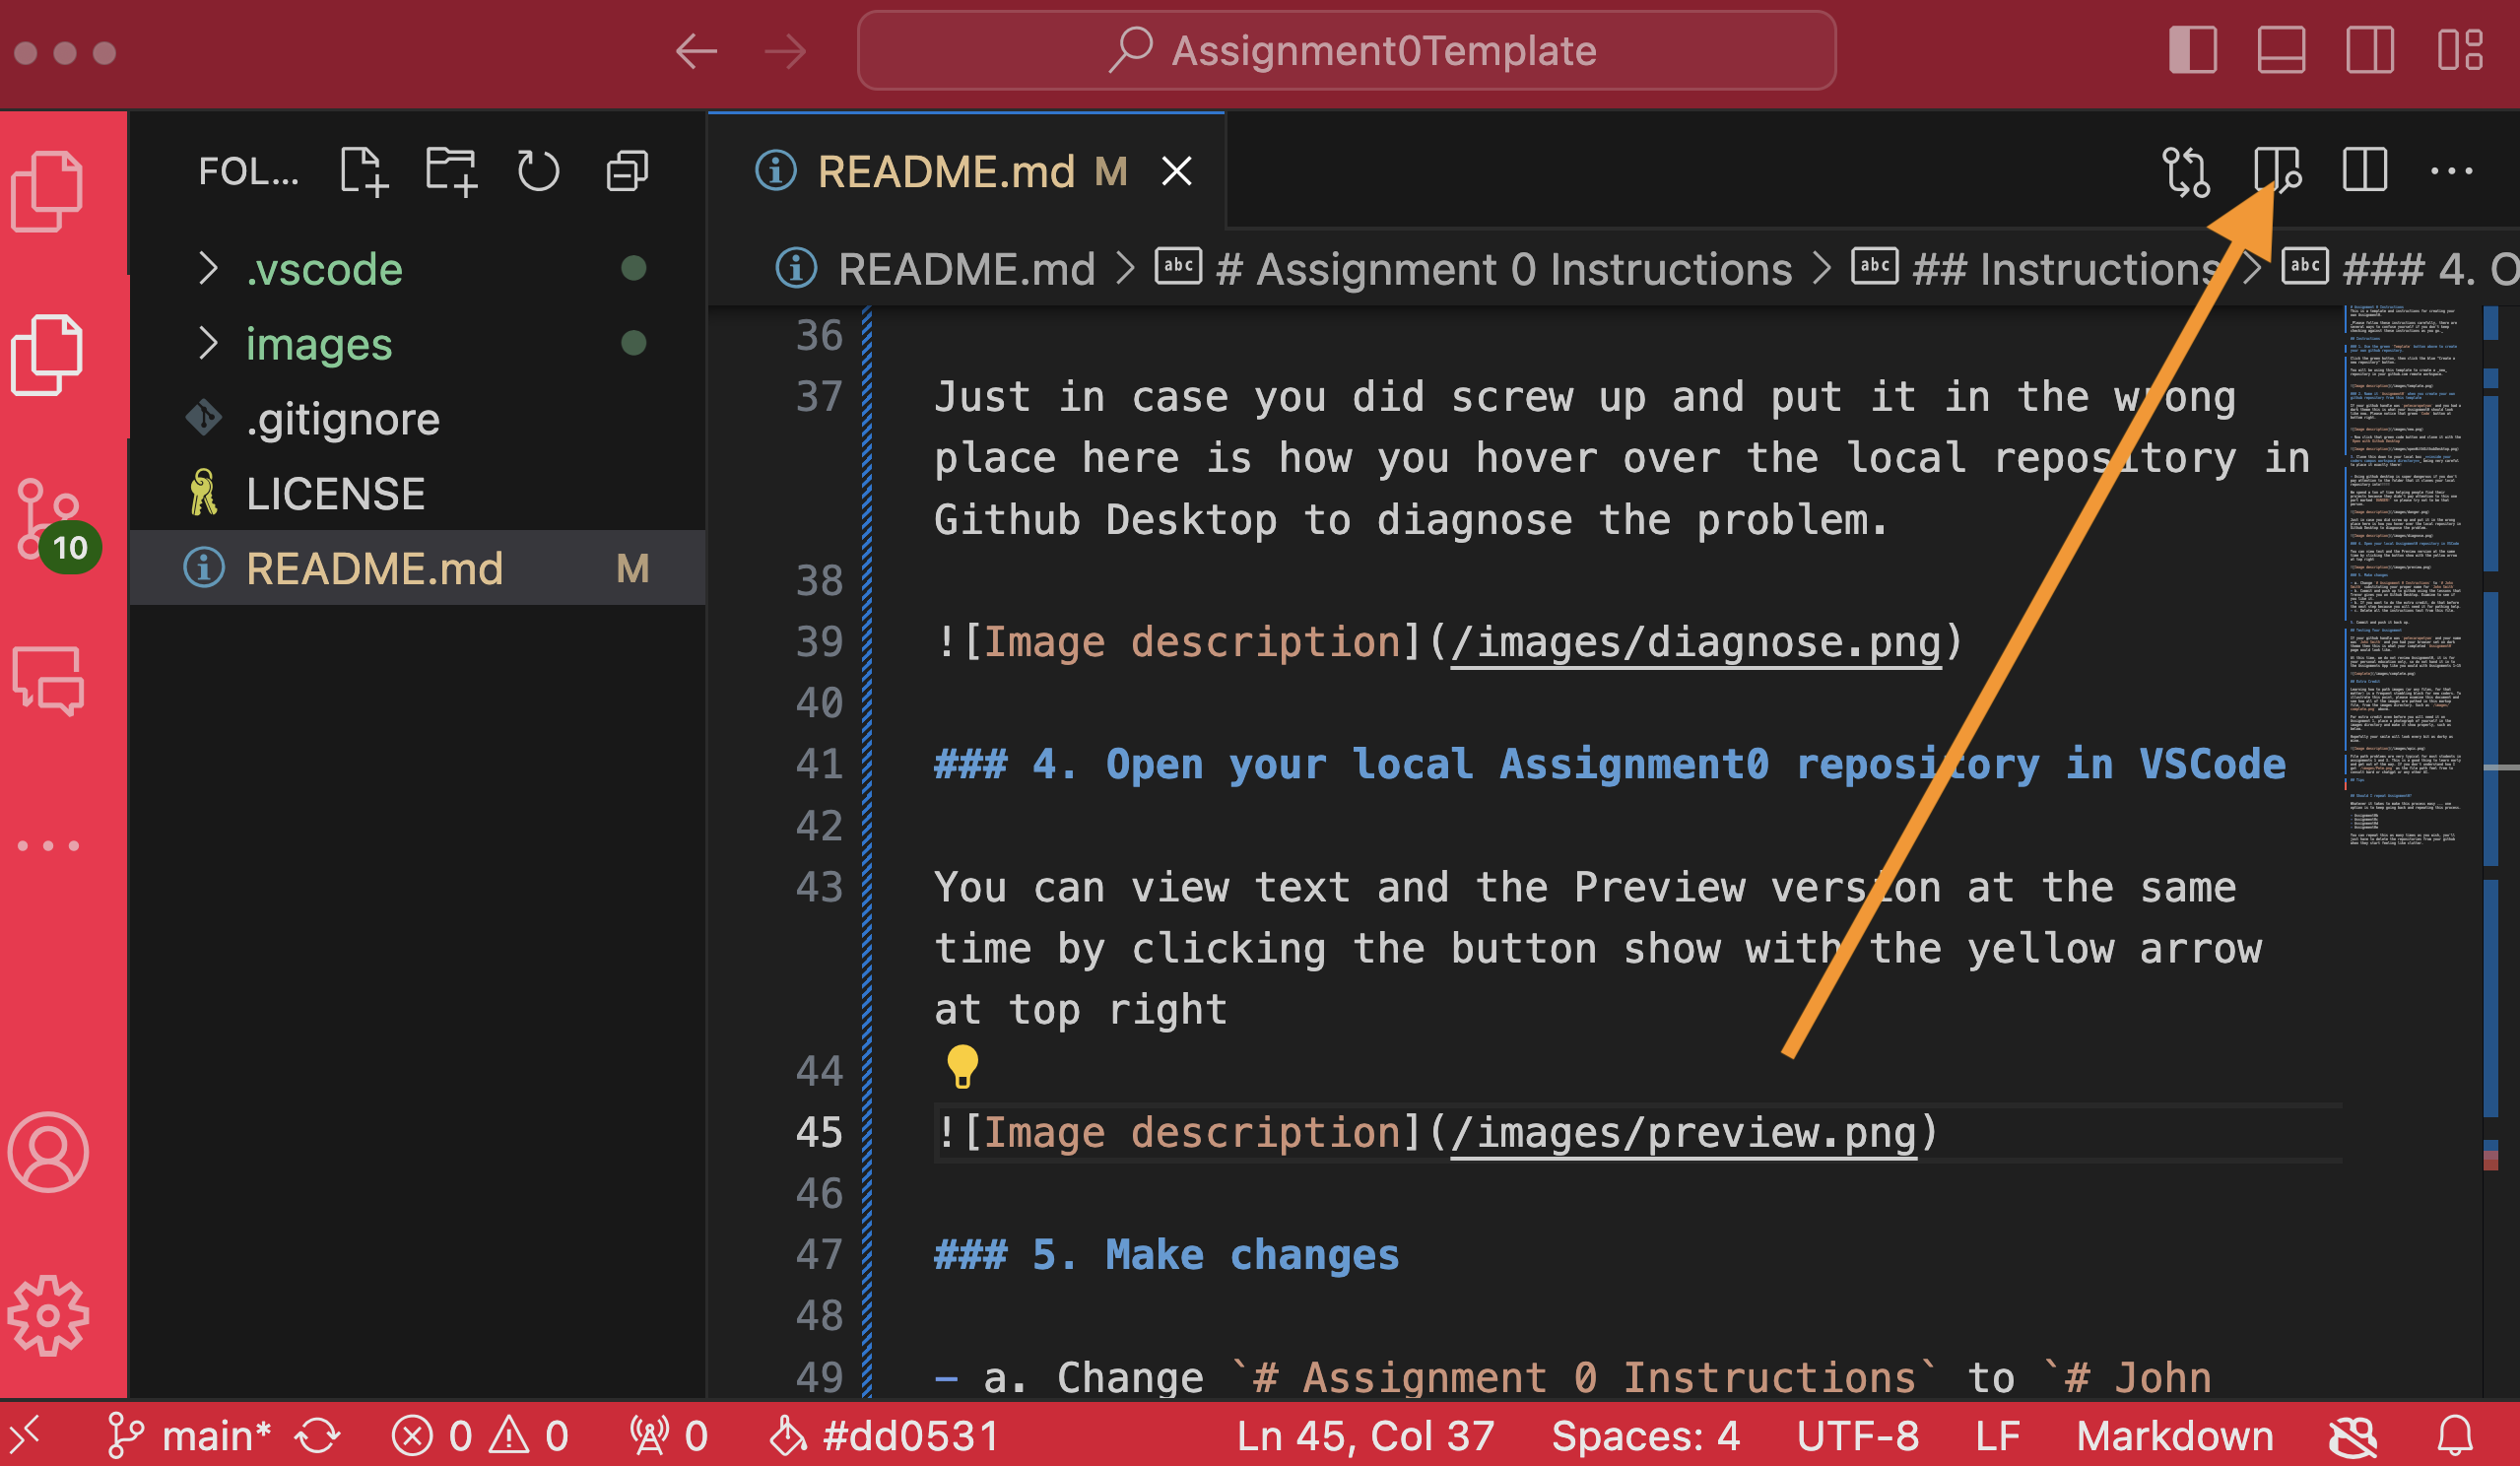 Assignment0Template
FOL...
README.md M
README.md > # Assignment 0 Instructions > ## Instructions > ### 4. O
.vscode
images
.gitignore
LICENSE
README.md M
10
36
37 Just in case you did screw up and put it in the wrong
place here is how you hover over the local repository in
Github Desktop to diagnose the problem.
38
39 ![Image description](/images/diagnose.png)
40
41 ### 4. Open your local Assignment0 repository in VSCode
42
43 You can view text and the Preview version at the same
time by clicking the button show with the yellow arrow
at top right
44
45 ![Image description](/images/preview.png)
46
47 ### 5. Make changes
48
49 - a. Change `# Assignment 0 Instructions` to `# John
main* 0 0 0 #dd0531 Ln 45, Col 37 Spaces: 4 UTF-8 LF Markdown